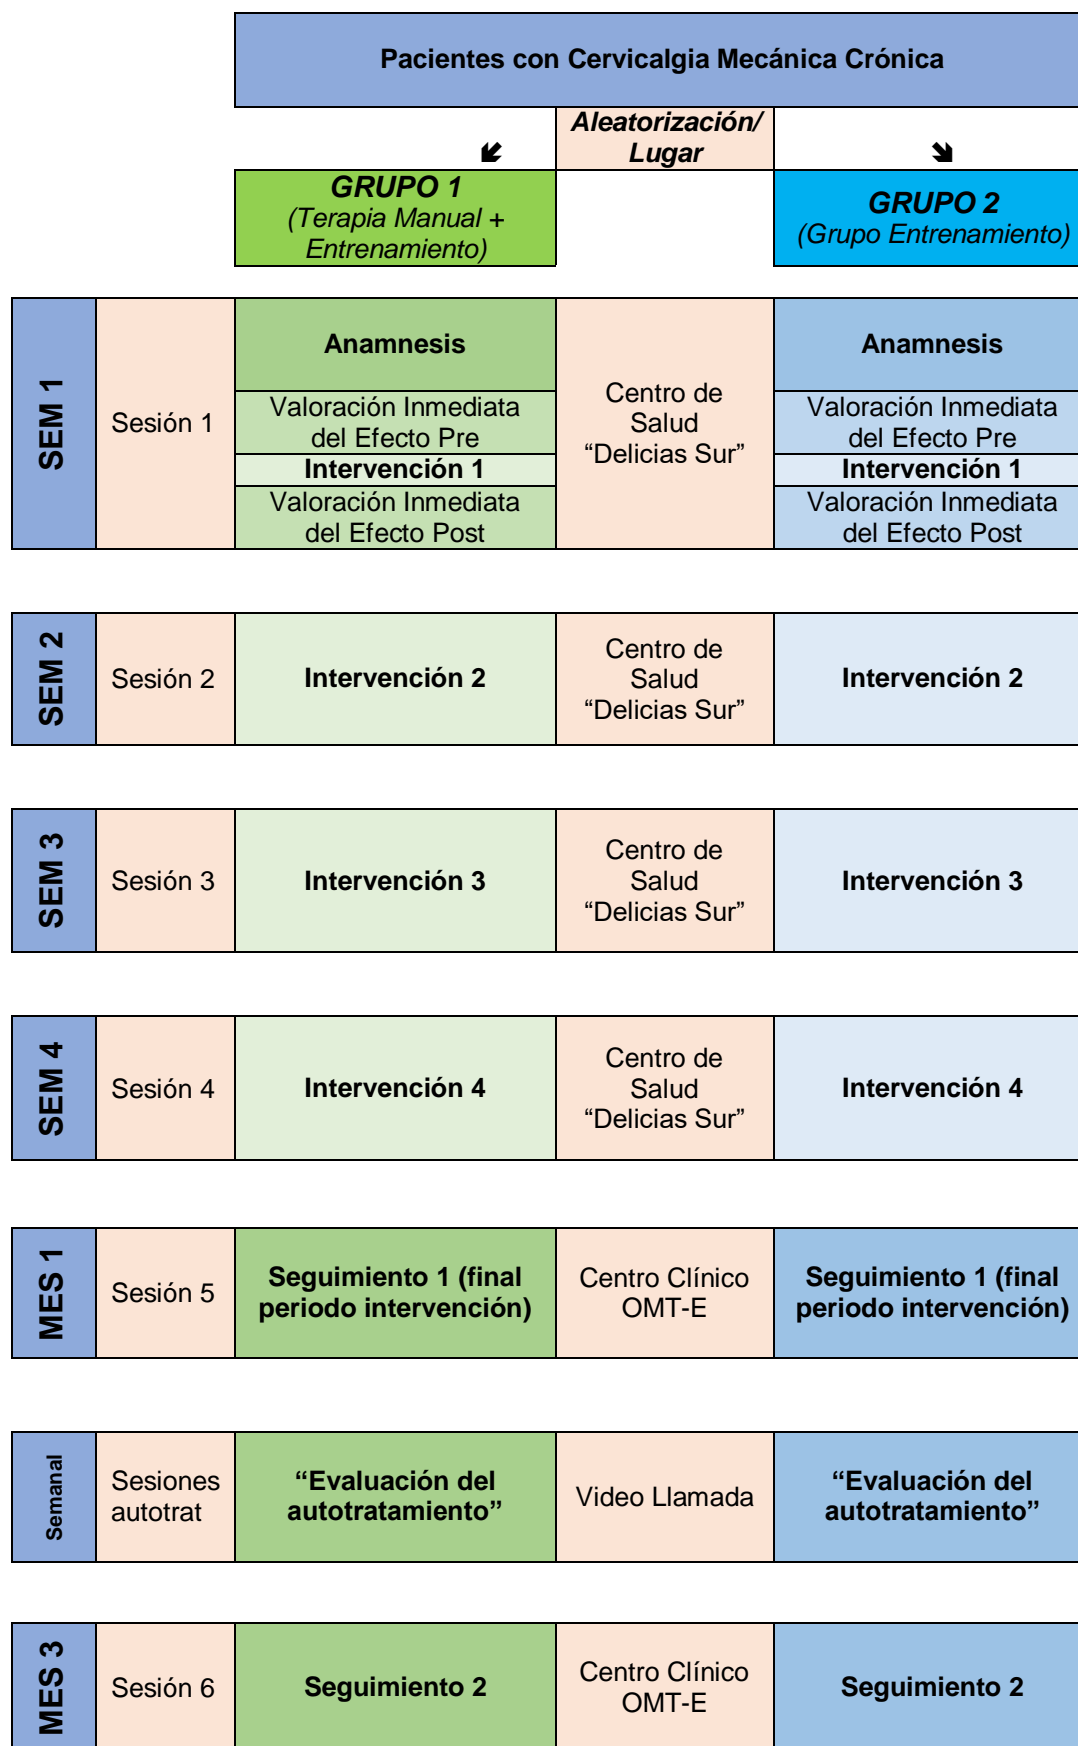 Pacientes con Cervicalgia Mecánica Crónica
Aleatorización/
Lugar
GRUPO 1
(Terapia Manual +
Entrenamiento)
GRUPO 2
(Grupo Entrenamiento)
SEM 1
Sesión 1
Anamnesis
Valoración Inmediata
del Efecto Pre
Intervención 1
Valoración Inmediata
del Efecto Post
Centro de
Salud
“Delicias Sur”
Anamnesis
Valoración Inmediata
del Efecto Pre
Intervención 1
Valoración Inmediata
del Efecto Post
SEM 2
Sesión 2
Intervención 2
Centro de
Salud
“Delicias Sur”
Intervención 2
SEM 3
Sesión 3
Intervención 3
Centro de
Salud
“Delicias Sur”
Intervención 3
SEM 4
Sesión 4
Intervención 4
Centro de
Salud
“Delicias Sur”
Intervención 4
MES 1
Sesión 5
Seguimiento 1 (final
periodo intervención)
Centro Clínico
OMT-E
Seguimiento 1 (final
periodo intervención)
Semanal
Sesiones
autotrat
“Evaluación del
autotratamiento”
Video Llamada
“Evaluación del
autotratamiento”
MES 3
Sesión 6
Seguimiento 2
Centro Clínico
OMT-E
Seguimiento 2